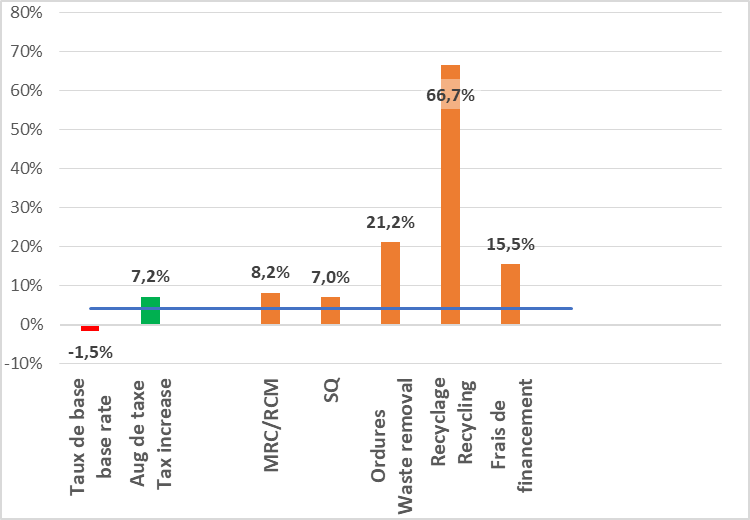 80%
70%
60%
50%
40%
30%
20%
10%
0%
-10%
-1,5%
7,2%
8,2%
7,0%
21,2%
66,7%
15,5%
Taux de base
base rate
Aug de taxe
Tax increase
MRC/RCM
SQ
Ordures
Waste removal
Recyclage
Recycling
Frais de
financement